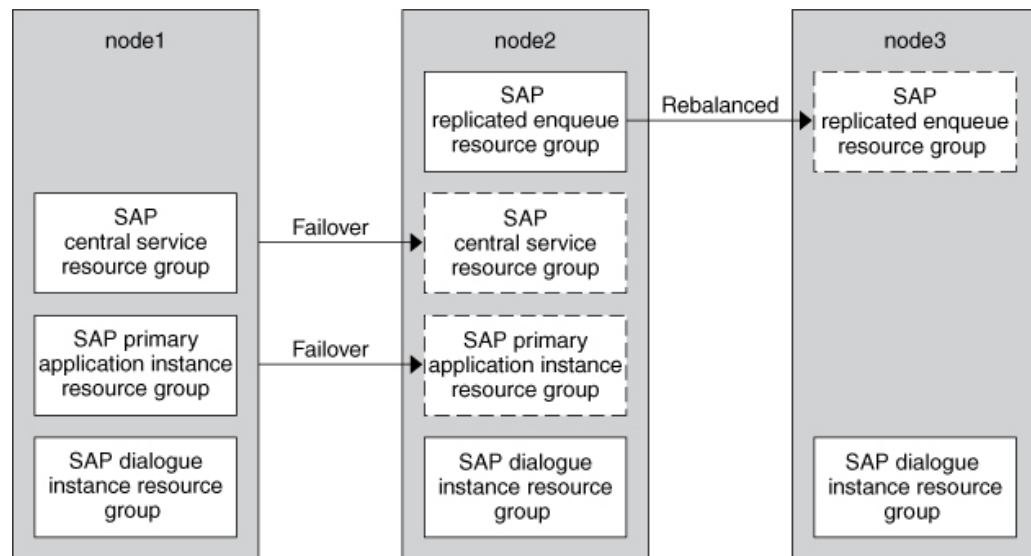 node1
node2
node3
SAP
replicated enqueue
resource group
Rebalanced
SAP
replicated enqueue
resource group
SAP
central service
resource group
Failover
SAP
central service
resource group
SAP primary
application instance
resource group
Failover
SAP primary
application instance
resource group
SAP dialogue
instance resource
group
SAP dialogue
instance resource
group
SAP dialogue
instance resource
group